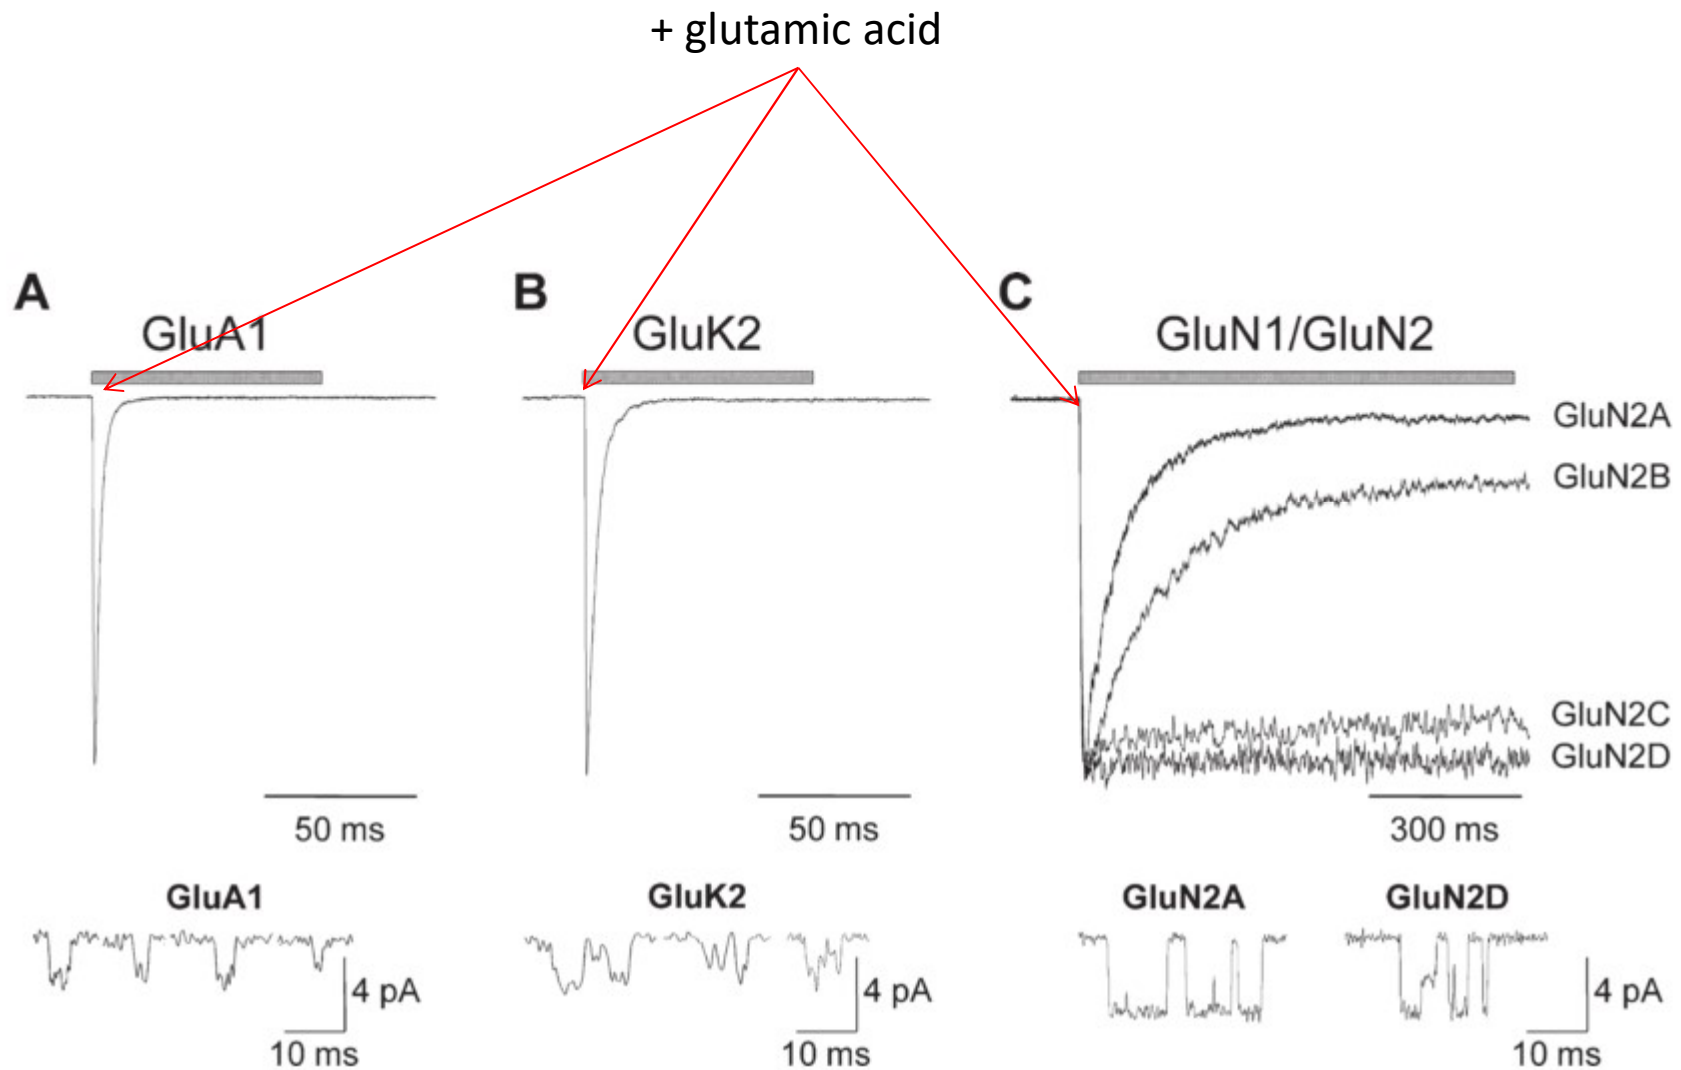 + glutamic acid
A
GluA1
B
GluK2
C
GluN1/GluN2
GluN2A
GluN2B
GluN2C
GluN2D
50 ms
50 ms
300 ms
GluA1
4 pA
10 ms
GluK2
4 pA
10 ms
GluN2A
GluN2D
4 pA
10 ms